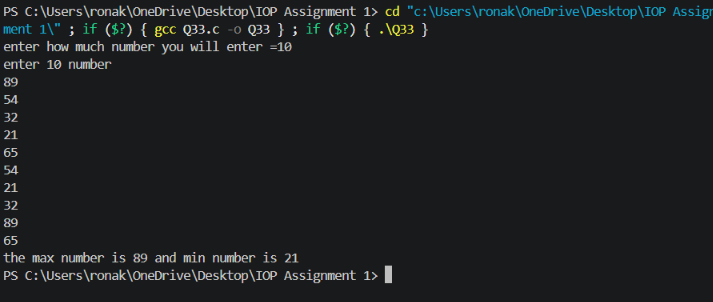 PS C:\Users\ronak\OneDrive\Desktop\IOP Assignment 1> cd "c:\Users\ronak\OneDrive\Desktop\IOP Assign
ment 1\" ; if ($?) { gcc Q33.c -o Q33 } ; if ($?) { .\Q33 }
enter how much number you will enter =10
enter 10 number
89
54
32
21
65
54
21
32
89
65
the max number is 89 and min number is 21
PS C:\Users\ronak\OneDrive\Desktop\IOP Assignment 1>